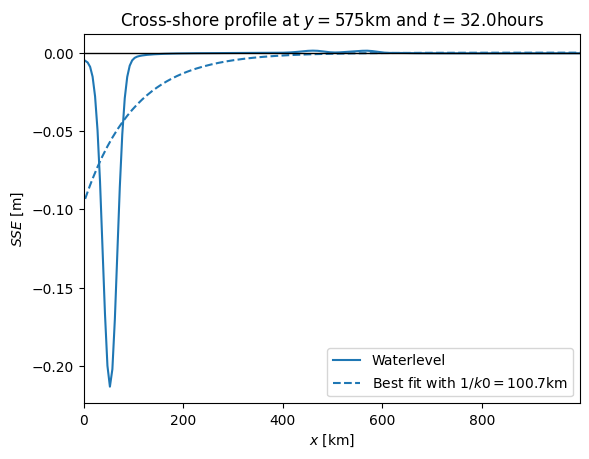 Cross-shore profile at y = 575km and t = 32.0hours
0.00
−0.05
−0.10
−0.15
−0.20
SSE [m]
Waterlevel
Best fit with 1/k0 = 100.7km
0 200 400 600 800
x [km]